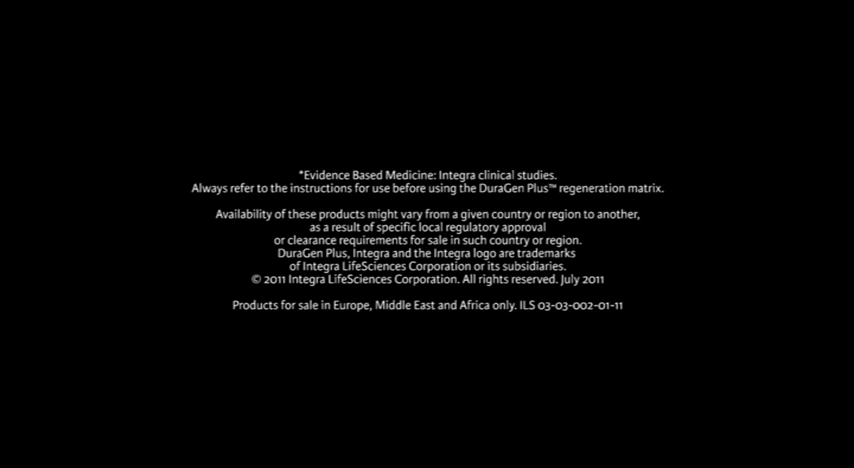 *Evidence Based Medicine: Integra clinical studies.
Always refer to the instructions for use before using the DuraGen Plus™ regeneration matrix.
Availability of these products might vary from a given country or region to another,
as a result of specific local regulatory approval
or clearance requirements for sale in such country or region.
DuraGen Plus, Integra and the Integra logo are trademarks
of Integra LifeSciences Corporation or its subsidiaries.
© 2011 Integra LifeSciences Corporation. All rights reserved. July 2011
Products for sale in Europe, Middle East and Africa only. ILS 03-03-002-01-11